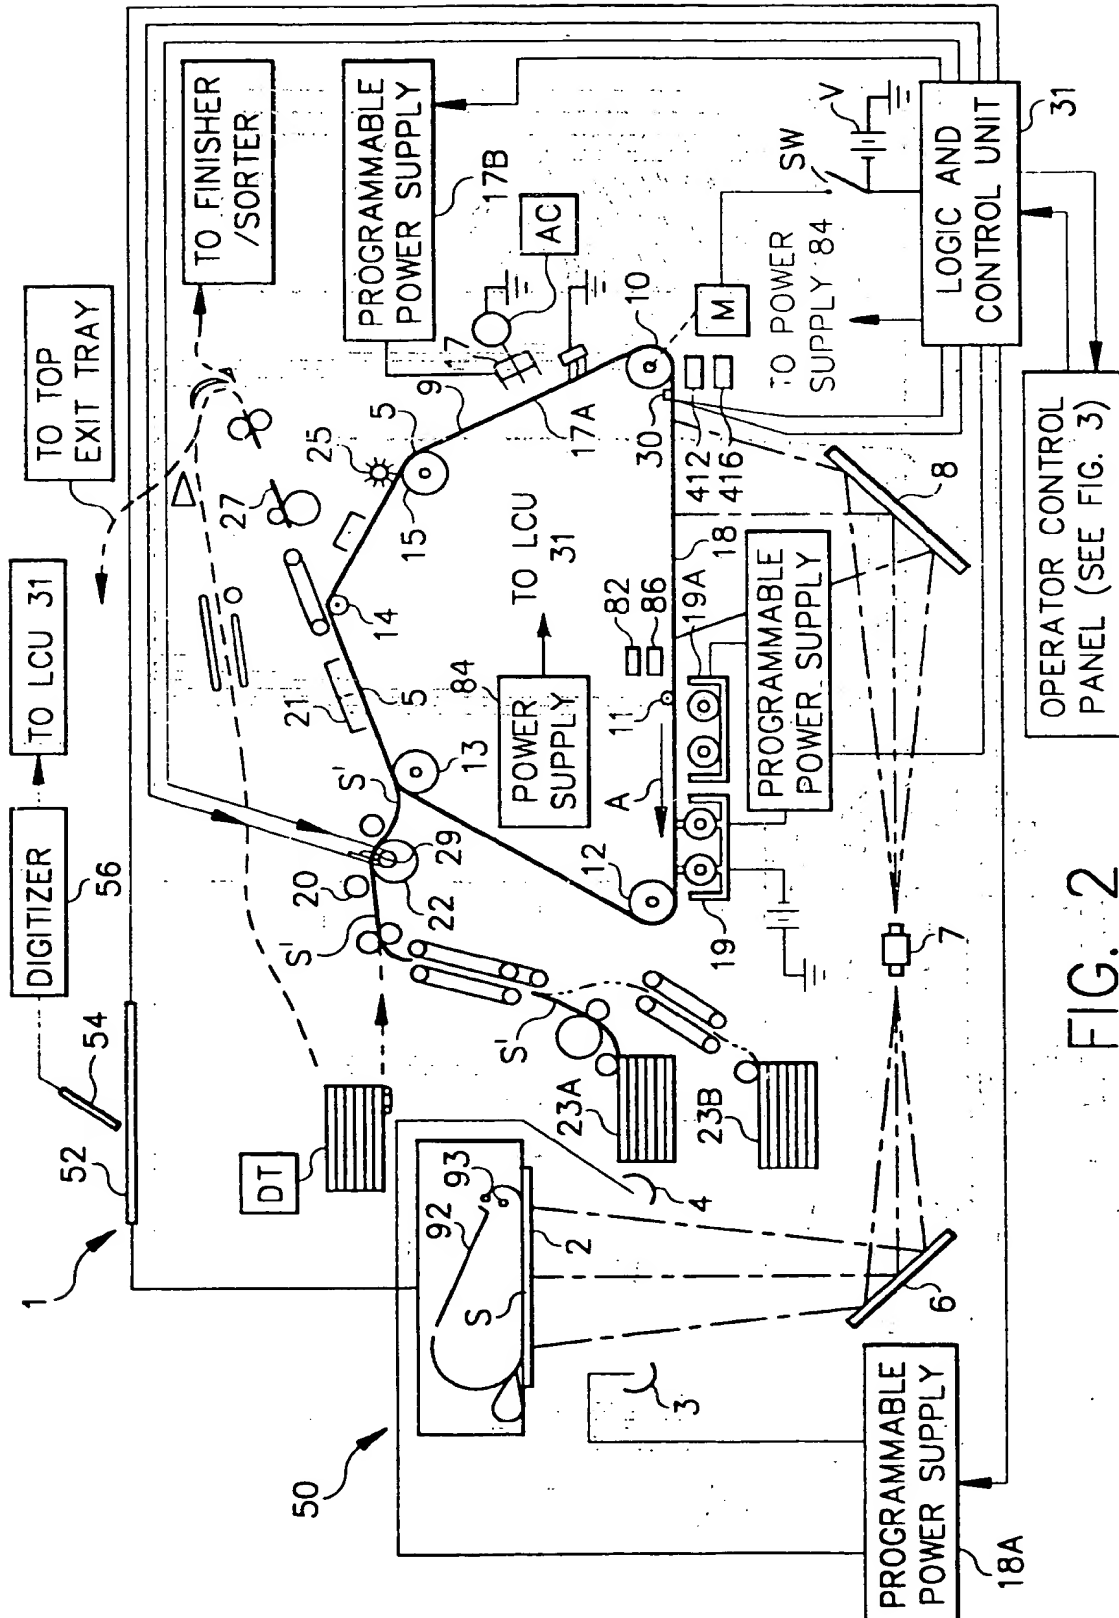 TO TOP
EXIT TRAY
TO FINISHER
/SORTER
PROGRAMMABLE
POWER SUPPLY
17B
DIGITIZER
56
TO LCU 31
54
52
1
DT
27
25
5
15
14
9
17
AC
17A
10
M
30
412
416
SW
V
TO POWER
SUPPLY 84
LOGIC AND
CONTROL UNIT
31
OPERATOR CONTROL
PANEL (SEE FIG. 3)
21
5
13
S'
20
29
22
S'
84
POWER
SUPPLY
TO LCU
31
82
86
11
A
18
19A
12
19
PROGRAMMABLE
POWER SUPPLY
8
7
S'
23A
23B
50
92
93
S
2
3
4
6
PROGRAMMABLE
POWER SUPPLY
18A
FIG. 2